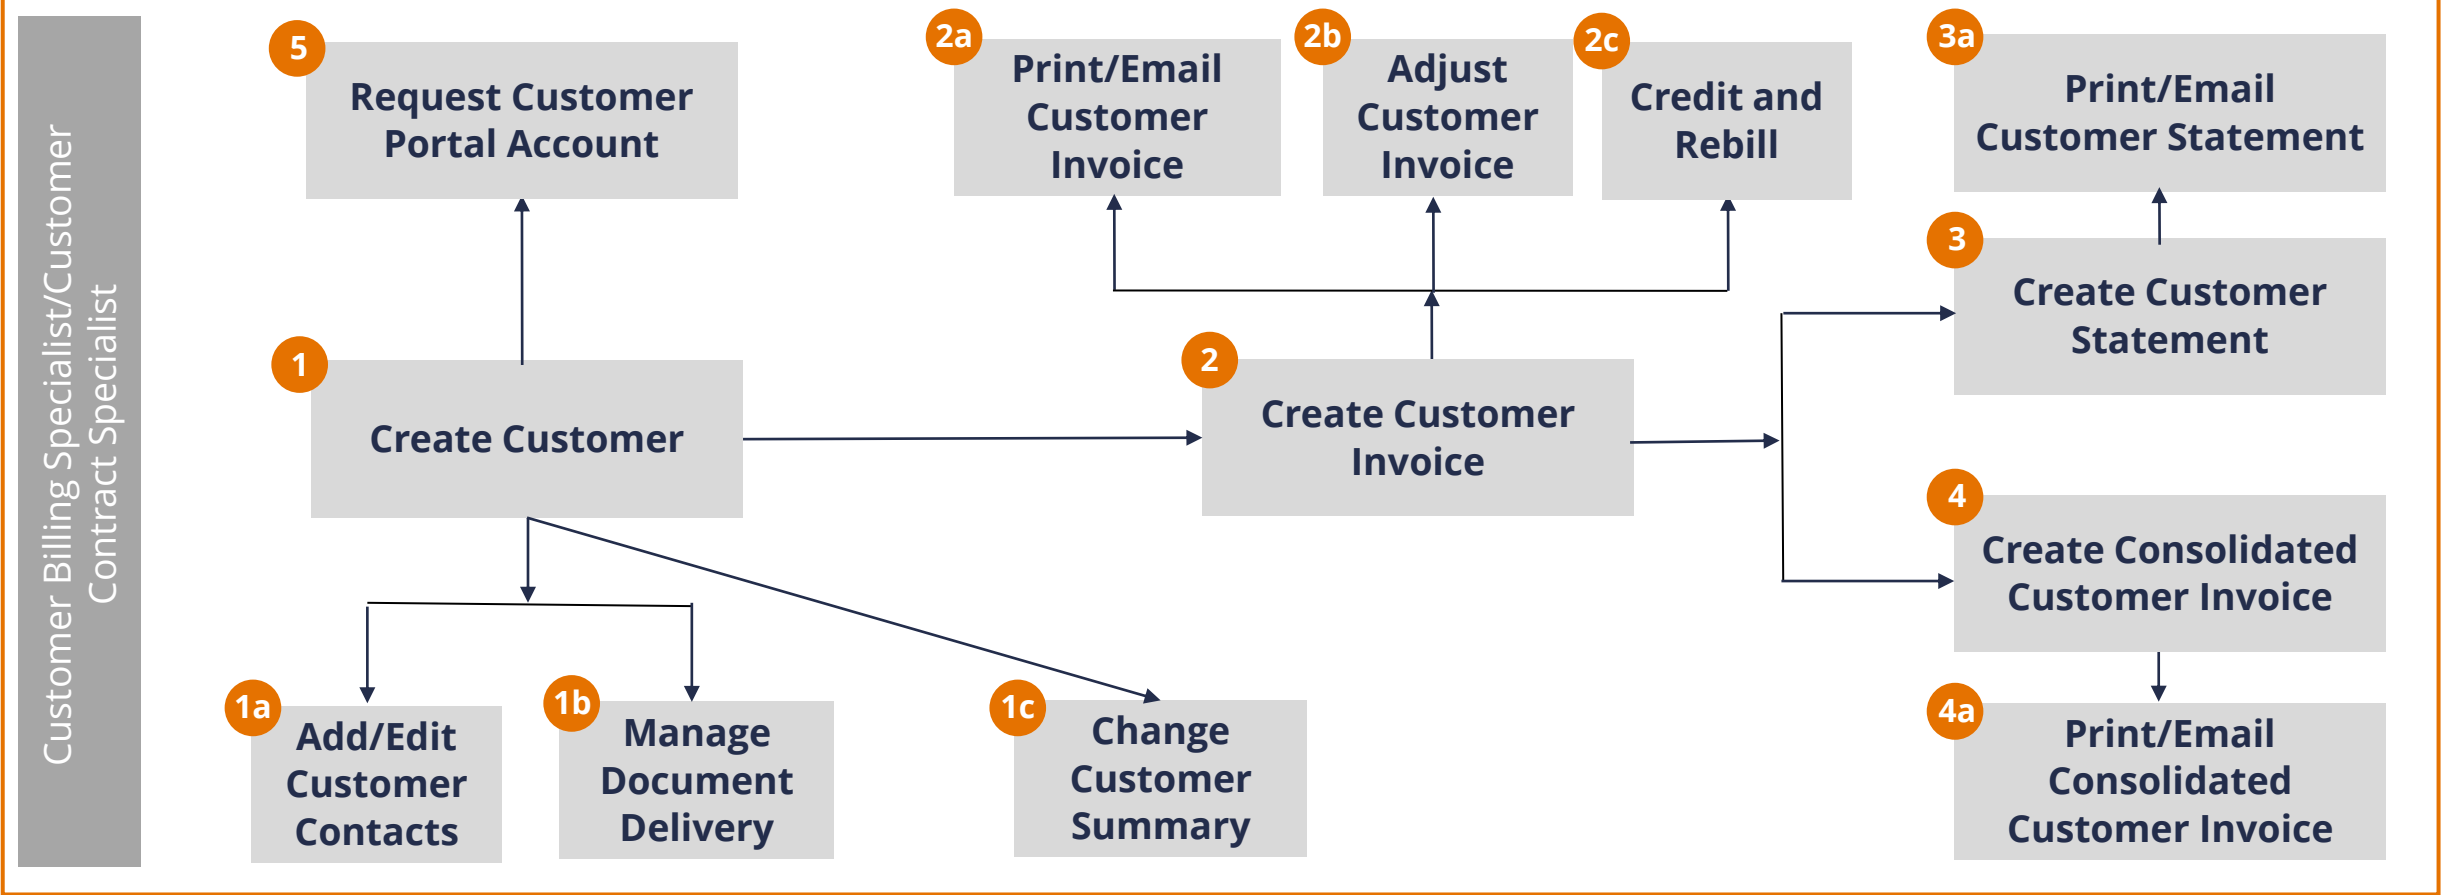 Customer Billing Specialist/Customer
Contract Specialist
5
Request Customer
Portal Account
2a
Print/Email
Customer
Invoice
2b
Adjust
Customer
Invoice
2c
Credit and
Rebill
3a
Print/Email
Customer Statement
1
Create Customer
2
Create Customer
Invoice
3
Create Customer
Statement
4
Create Consolidated
Customer Invoice
1a
Add/Edit
Customer
Contacts
1b
Manage
Document
Delivery
1c
Change
Customer
Summary
4a
Print/Email
Consolidated
Customer Invoice